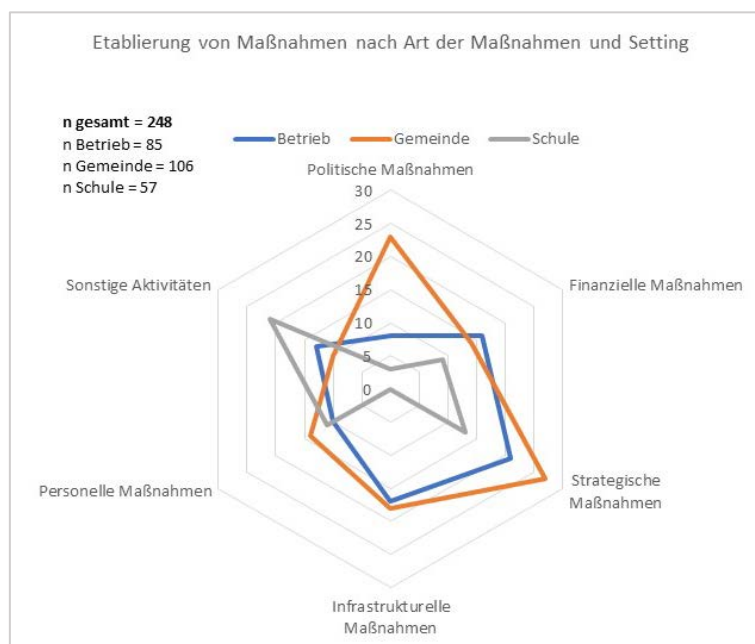 Etablierung von Maßnahmen nach Art der Maßnahmen und Setting
n gesamt = 248
n Betrieb = 85
n Gemeinde = 106
n Schule = 57
Betrieb
Gemeinde
Schule
Politische Maßnahmen
30
25
20
15
10
5
0
Sonstige Aktivitäten
Finanzielle Maßnahmen
Personelle Maßnahmen
Strategische
Maßnahmen
Infrastrukturelle
Maßnahmen